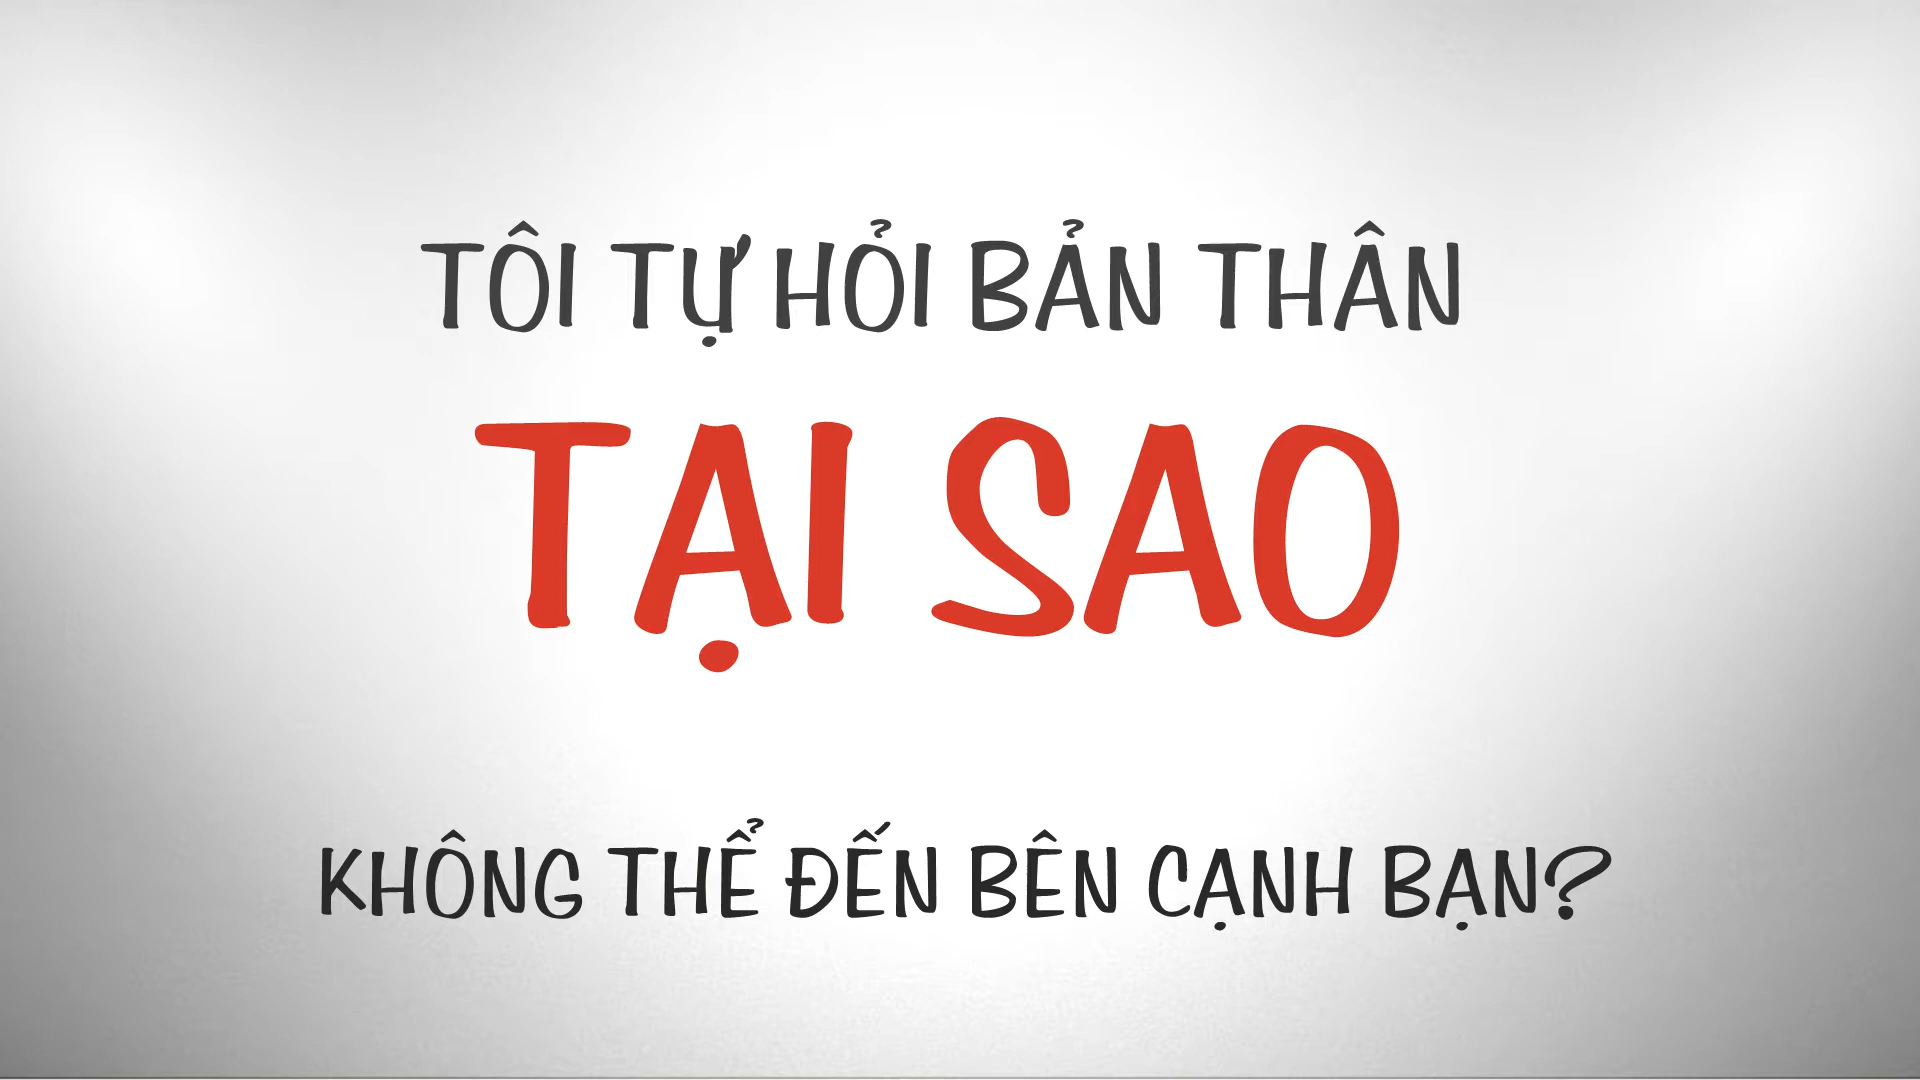 TÔI TỰ HỎI BẢN THÂN
TẠI SAO
KHÔNG THỂ ĐẾN BÊN CẠNH BẠN?